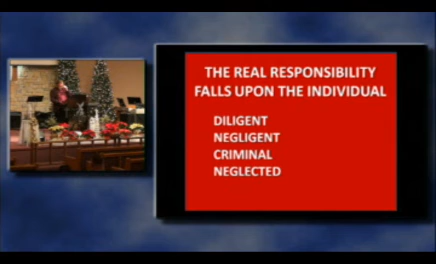 THE REAL RESPONSIBILITY
FALLS UPON THE INDIVIDUAL
DILIGENT
NEGLIGENT
CRIMINAL
NEGLECTED